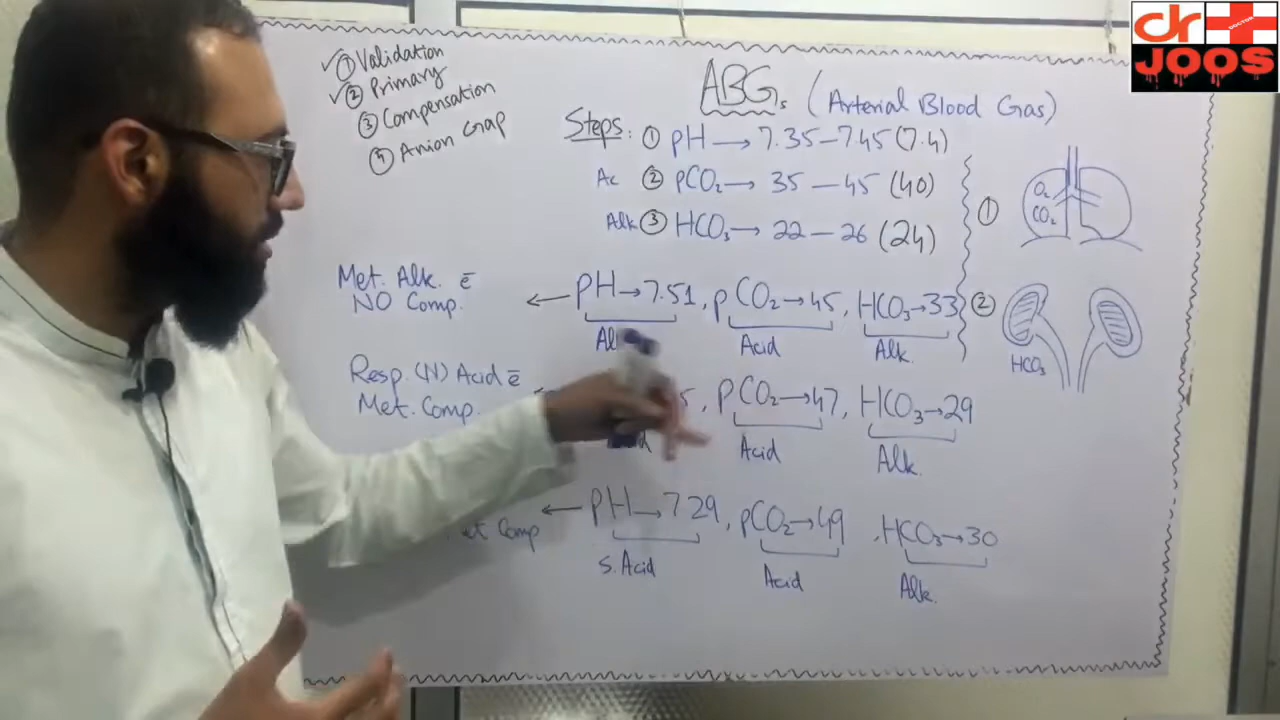 dr
DOCTOR
JOOS
✓① Validation
✓② Primary
③ Compensation
④ Anion Gap
ABGs (Arterial Blood Gas)
Steps: ① pH → 7.35 – 7.45 (7.4)
Ac ② pCO₂ → 35 – 45 (40)
Alk ③ HCO₃ → 22 – 26 (24)
① O₂
CO₂
② HCO₃
Met. Alk. c̄
NO Comp.
← pH → 7.51, pCO₂ → 45, HCO₃ → 33
Acid Alk.
Resp. (N) Acid c̄
Met. Comp.
, pCO₂ → 47, HCO₃ → 29
Acid Alk.
Comp ← pH → 7.29, pCO₂ → 49, HCO₃ → 30
S. Acid Acid Alk.